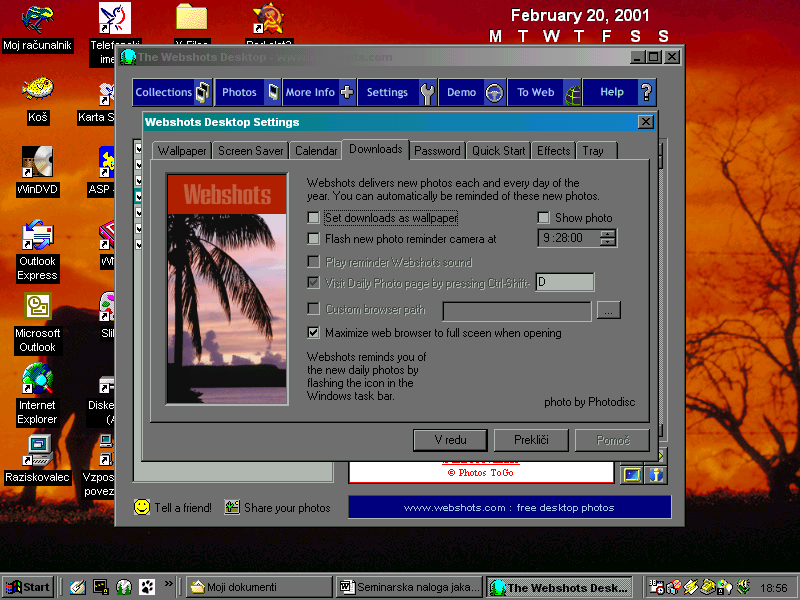 February 20, 2001
M T W T F S S
Moj računalnik
Telefonski
ime
Koš
Karta S
WinDVD
ASP -
Outlook
Express
Microsoft
Outlook
Internet
Explorer
Diske
(A
Raziskovalec
Vzpos
povez
The Webshots Desktop
Collections
Photos
More Info
Settings
Demo
To Web
Help
Webshots Desktop Settings
Wallpaper
Screen Saver
Calendar
Downloads
Password
Quick Start
Effects
Tray
Webshots
Webshots delivers new photos each and every day of the
year. You can automatically be reminded of these new photos.
Set downloads as wallpaper
Show photo
Flash new photo reminder camera at
9:28:00
Play reminder Webshots sound
Visit Daily Photo page by pressing Ctrl-Shift-
D
Custom browser path
...
Maximize web browser to full sceen when opening
Webshots reminds you of
the new daily photos by
flashing the icon in the
Windows task bar.
photo by Photodisc
V redu
Prekliči
Pomoč
© Photos ToGo
Tell a friend!
Share your photos
www.webshots.com : free desktop photos
Start
Moji dokumenti
Seminarska naloga jaka...
The Webshots Desk...
18:56